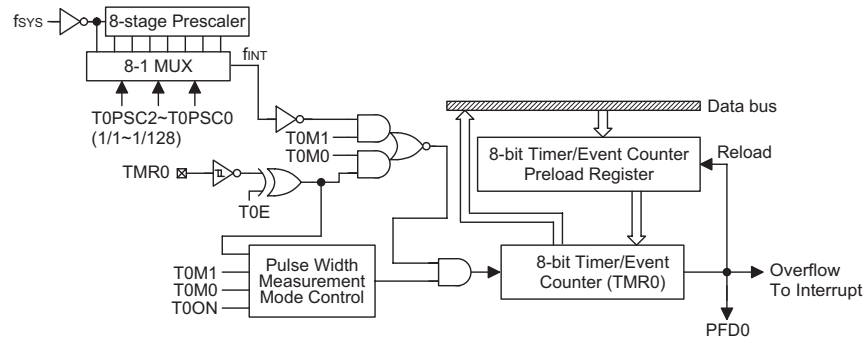 fSYS
8-stage Prescaler
8-1 MUX
fINT
T0PSC2~T0PSC0
(1/1~1/128)
T0M1
T0M0
TMR0
T0E
Data bus
8-bit Timer/Event Counter
Preload Register
Reload
T0M1
T0M0
T0ON
Pulse Width
Measurement
Mode Control
8-bit Timer/Event
Counter (TMR0)
Overflow
To Interrupt
PFD0